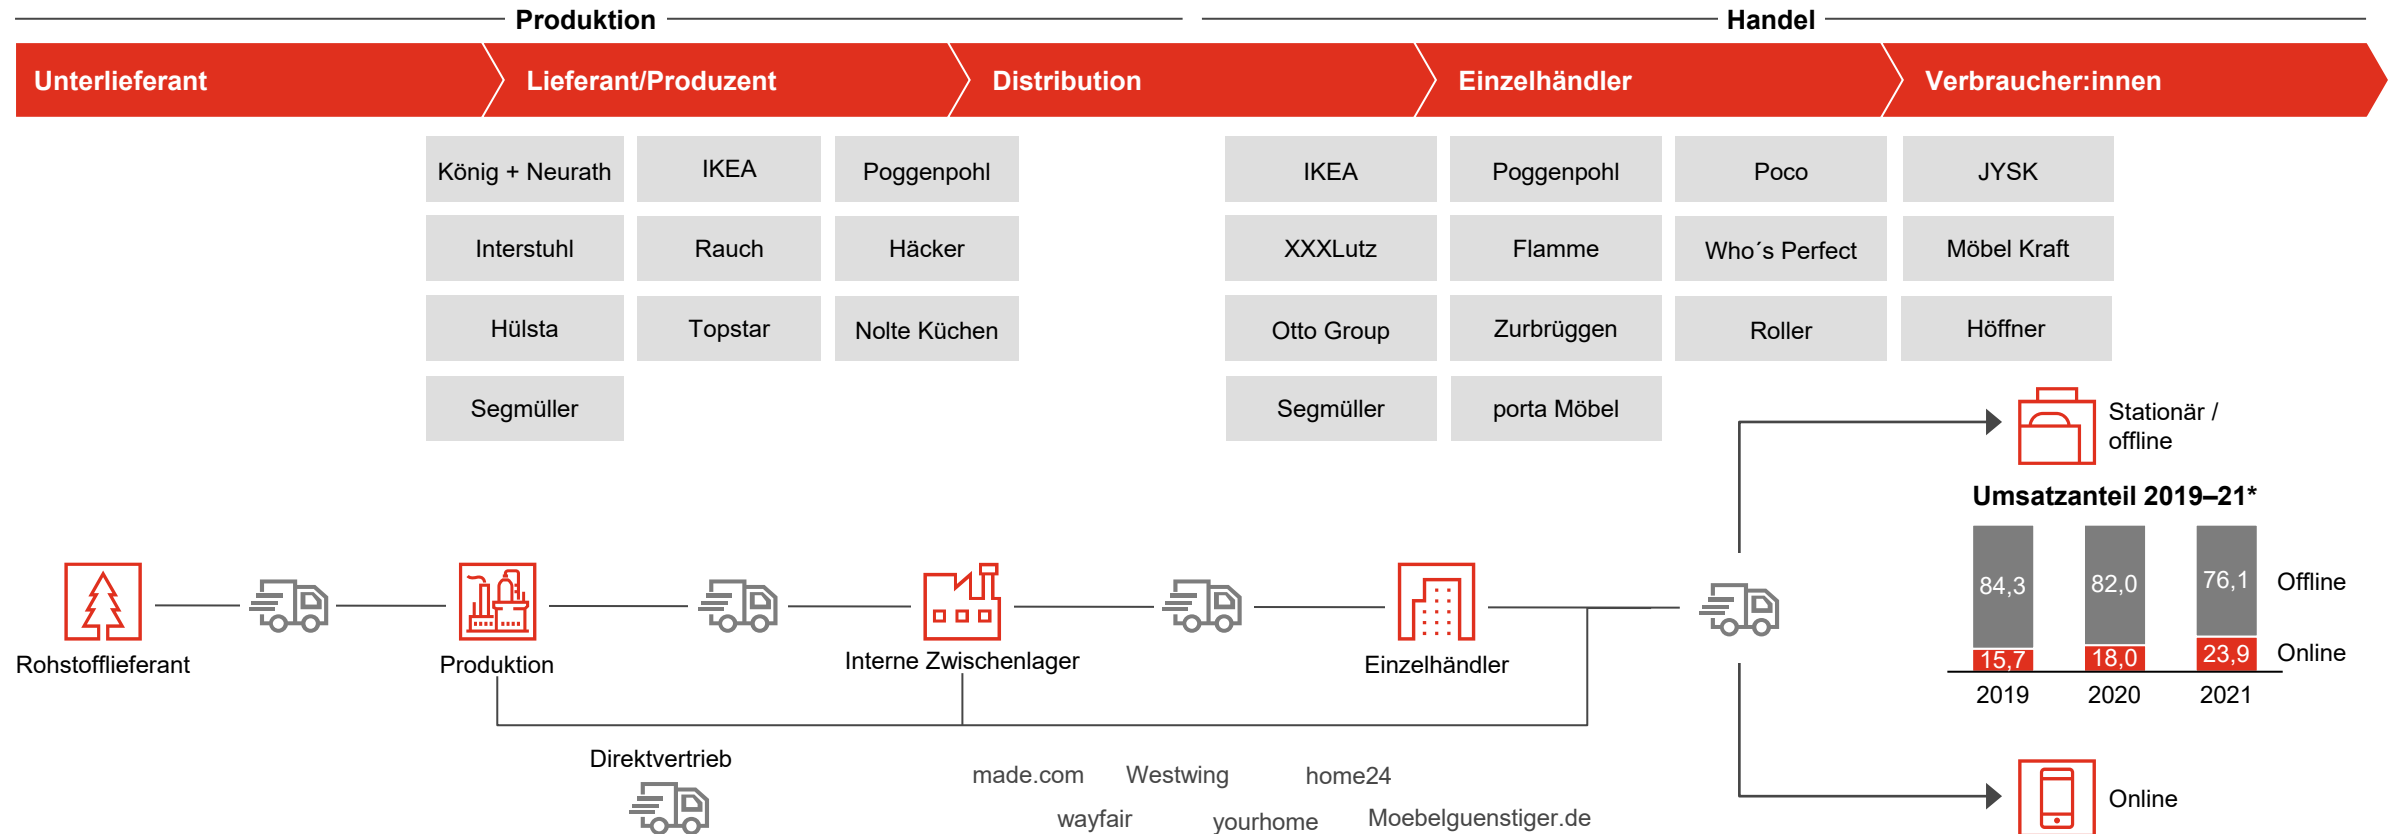 Produktion
Handel
Unterlieferant
Lieferant/Produzent
Distribution
Einzelhändler
Verbraucher:innen
König + Neurath
IKEA
Poggenpohl
IKEA
Poggenpohl
Poco
JYSK
Interstuhl
Rauch
Häcker
XXXLutz
Flamme
Who´s Perfect
Möbel Kraft
Hülsta
Topstar
Nolte Küchen
Otto Group
Zurbrüggen
Roller
Höffner
Segmüller
Segmüller
porta Möbel
Stationär /
offline
Umsatzanteil 2019–21*
84,3
82,0
76,1
Offline
15,7
18,0
23,9
Online
2019
2020
2021
Rohstofflieferant
Produktion
Interne Zwischenlager
Einzelhändler
Direktvertrieb
made.com
Westwing
home24
wayfair
yourhome
Moebelguenstiger.de
Online